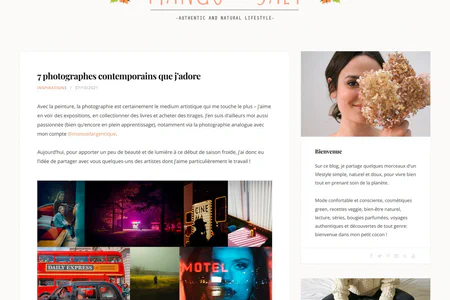 MANGO SALT
-AUTHENTIC AND NATURAL LIFESTYLE-
7 photographes contemporains que j'adore
INSPIRATIONS / 07/10/2021
Avec la peinture, la photographie est certainement le medium artistique qui me touche le plus – j'aime
en voir des expositions, en collectionner des livres et acheter des tirages. J'en suis d'ailleurs moi aussi
passionnée (bien qu'encore en plein apprentissage), notamment via la photographie analogue avec
mon compte
Aujourd'hui, pour apporter un peu de beauté et de lumière à ce début de saison froide, j'ai donc eu
l'idée de partager avec vous quelques-uns des artistes dont j'aime particulièrement le travail !
CINE
DAILY EXPRESS
MOTEL
Bienvenue
Sur ce blog, je partage quelques morceaux d'un
lifestyle simple, naturel et doux, pour vivre bien
tout en prenant soin de la planète.
Mode confortable et consciente, cosmétiques
green, recettes veggie, bien-être naturel,
lecture, séries, bougies parfumées, voyages
authentiques et découvertes de tout genre:
bienvenue dans mon petit cocon !